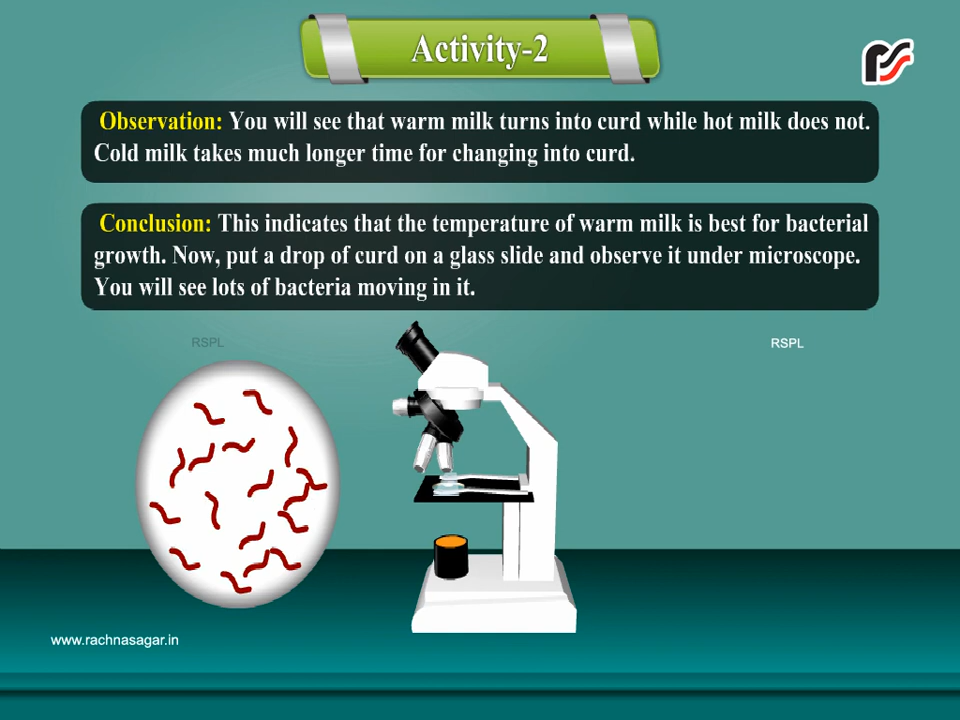 Activity-2
Observation: You will see that warm milk turns into curd while hot milk does not.
Cold milk takes much longer time for changing into curd.
Conclusion: This indicates that the temperature of warm milk is best for bacterial
growth. Now, put a drop of curd on a glass slide and observe it under microscope.
You will see lots of bacteria moving in it.
RSPL
RSPL
www.rachnasagar.in